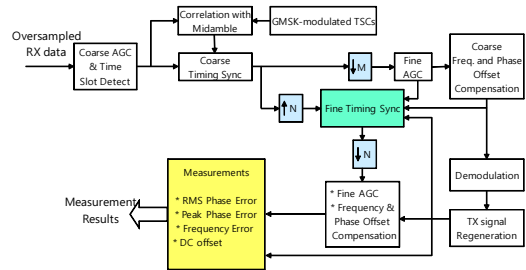 Oversampled
RX data
Coarse AGC
& Time
Slot Detect
Correlation with
Midamble
GMSK-modulated TSCs
Coarse
Timing Sync
↓M
Fine
AGC
Coarse
Freq. and Phase
Offset
Compensation
↑N
Fine Timing Sync
↓N
Measurements
* RMS Phase Error
* Peak Phase Error
* Frequency Error
* DC offset
Measurement
Results
* Fine AGC
* Frequency &
Phase Offset
Compensation
Demodulation
TX signal
Regeneration